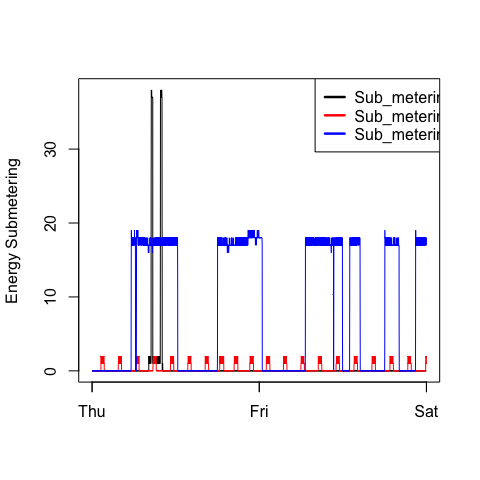 Sub_meterin
Sub_meterin
Sub_meterin
Energy Submetering
30
20
10
0
Thu Fri Sat